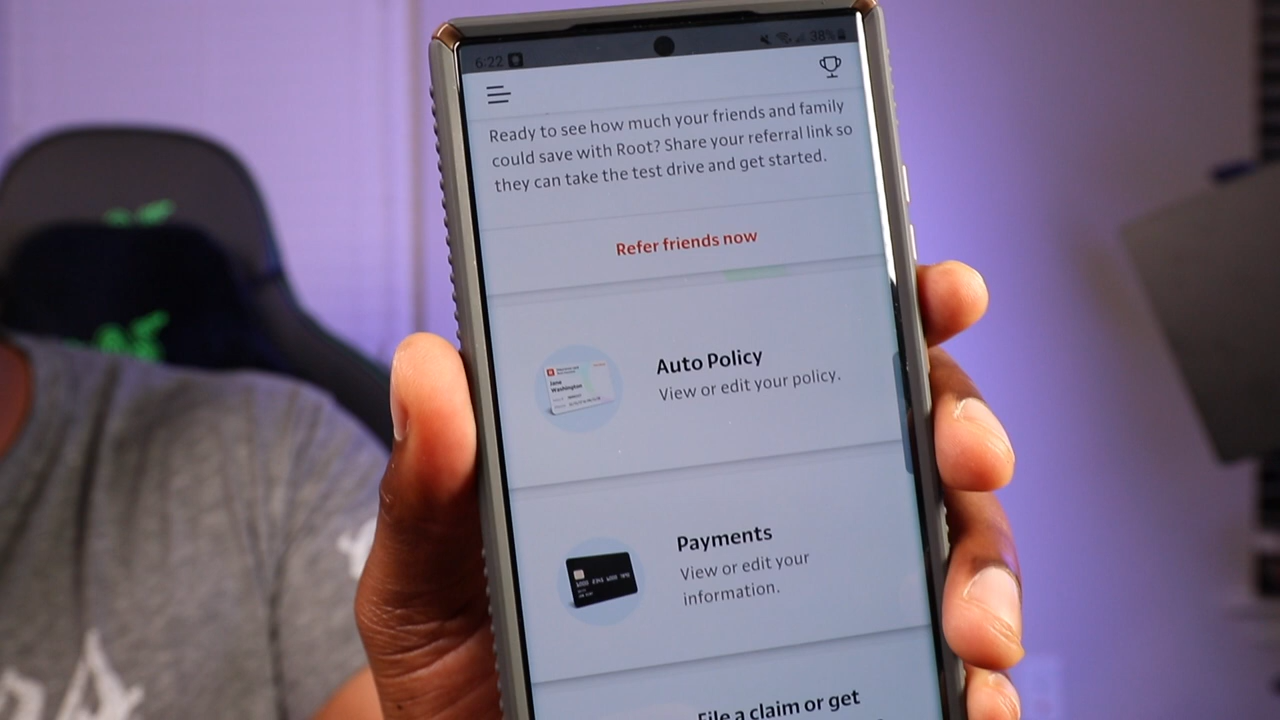 6:22
38%
Ready to see how much your friends and family
could save with Root? Share your referral link so
they can take the test drive and get started.
Refer friends now
Auto Policy
View or edit your policy.
Jane
Washington
Payments
View or edit your
information.
File a claim or get